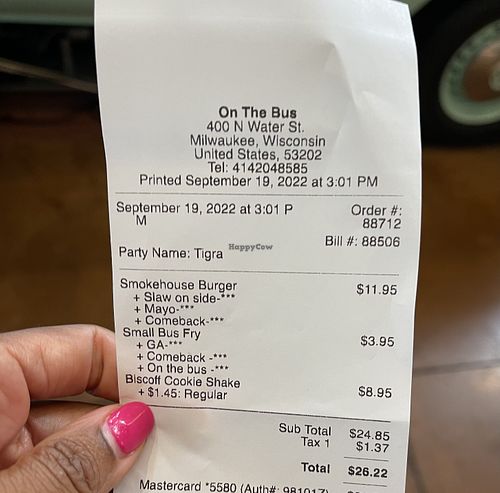 On The Bus
400 N Water St.
Milwaukee, Wisconsin
United States, 53202
Tel: 4142048585
Printed September 19, 2022 at 3:01 PM
September 19, 2022 at 3:01 P
M
Order #:
88712
Bill #: 88506
HappyCow
Party Name: Tigra
Smokehouse Burger $11.95
+ Slaw on side-***
+ Mayo-***
+ Comeback-***
Small Bus Fry $3.95
+ GA-***
+ Comeback -***
+ On the bus -***
Biscoff Cookie Shake $8.95
+ $1.45: Regular
Sub Total $24.85
Tax 1 $1.37
Total $26.22
Mastercard *5580 (Auth#: 981017)